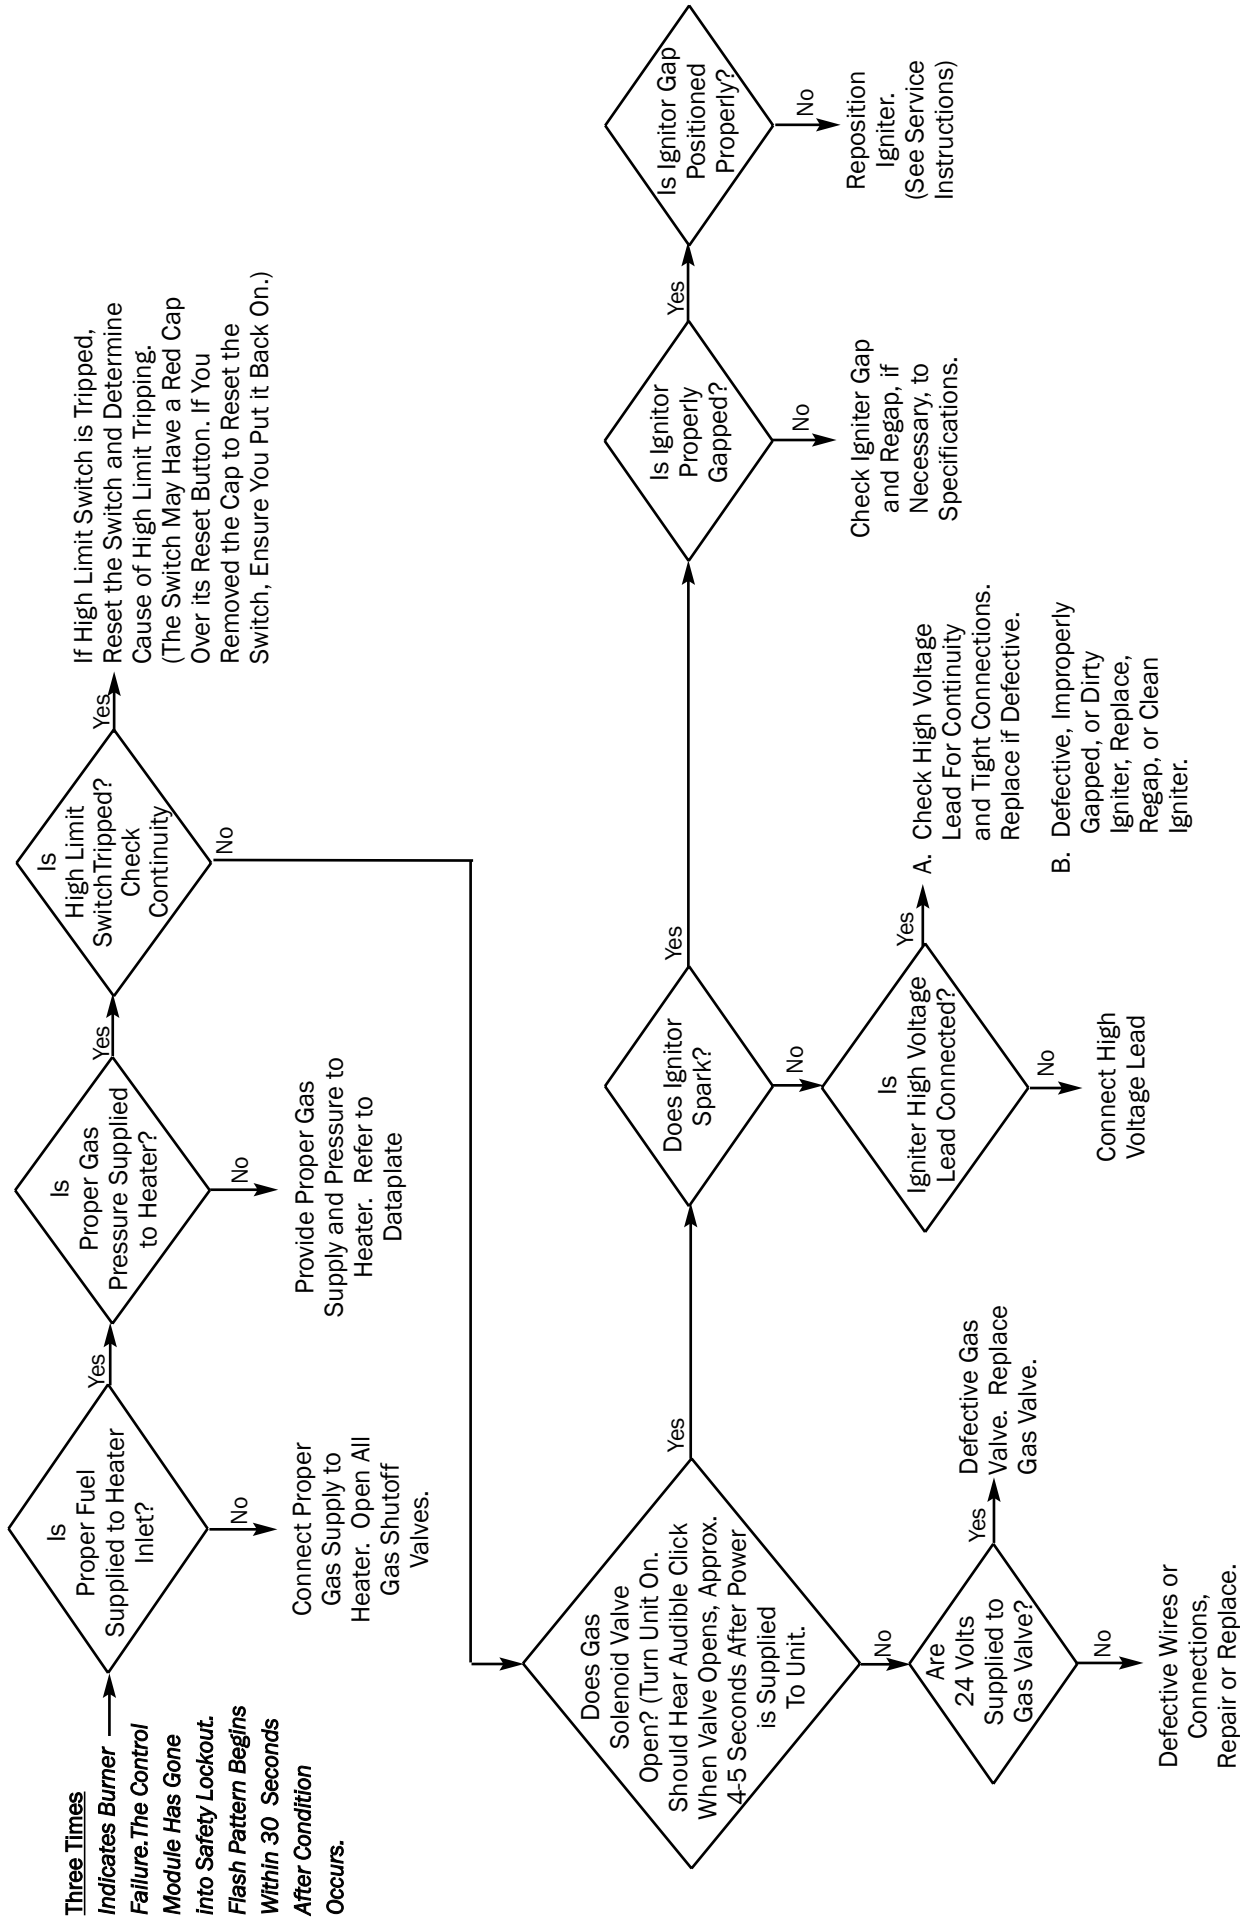 Three Times
Indicates Burner
Failure.The Control
Module Has Gone
into Safety Lockout.
Flash Pattern Begins
Within 30 Seconds
After Condition
Occurs.
Is
Proper Fuel
Supplied to Heater
Inlet?
Yes
No
Connect Proper
Gas Supply to
Heater. Open All
Gas Shutoff
Valves.
Is
Proper Gas
Pressure Supplied
to Heater?
Yes
No
Provide Proper Gas
Supply and Pressure to
Heater. Refer to
Dataplate
Is
High Limit
SwitchTripped?
Check
Continuity
Yes
No
If High Limit Switch is Tripped,
Reset the Switch and Determine
Cause of High Limit Tripping.
(The Switch May Have a Red Cap
Over its Reset Button. If You
Removed the Cap to Reset the
Switch, Ensure You Put it Back On.)
Does Gas
Solenoid Valve
Open? (Turn Unit On.
Should Hear Audible Click
When Valve Opens, Approx.
4-5 Seconds After Power
is Supplied
To Unit.
Yes
No
Are
24 Volts
Supplied to
Gas Valve?
Yes
Defective Gas
Valve. Replace
Gas Valve.
No
Defective Wires or
Connections,
Repair or Replace.
Does Ignitor
Spark?
Yes
No
Is
Igniter High Voltage
Lead Connected?
Yes
A. Check High Voltage
Lead For Continuity
and Tight Connections.
Replace if Defective.
B. Defective, Improperly
Gapped, or Dirty
Igniter, Replace,
Regap, or Clean
Igniter.
No
Connect High
Voltage Lead
Is Ignitor
Properly
Gapped?
Yes
No
Check Igniter Gap
and Regap, if
Necessary, to
Specifications.
Is Ignitor Gap
Positioned
Properly?
No
Reposition
Igniter.
(See Service
Instructions)